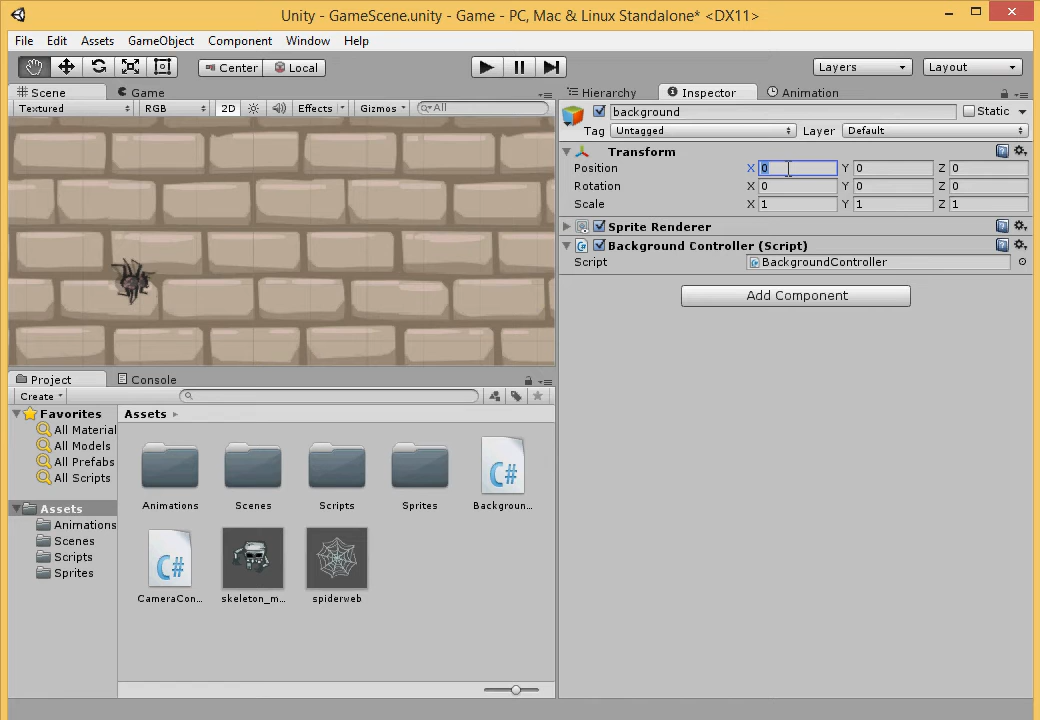 Unity - GameScene.unity - Game - PC, Mac & Linux Standalone* <DX11>
File Edit Assets GameObject Component Window Help
Center Local Layers Layout
Scene Game
Textured RGB 2D Effects Gizmos All
Hierarchy Inspector Animation
background Static
Tag Untagged Layer Default
Transform
Position X 0 Y 0 Z 0
Rotation X 0 Y 0 Z 0
Scale X 1 Y 1 Z 1
Sprite Renderer
Background Controller (Script)
Script BackgroundController
Add Component
Project Console
Create
Favorites
All Material
All Models
All Prefabs
All Scripts
Assets
Animations
Scenes
Scripts
Sprites
Assets
Animations Scenes Scripts Sprites Backgroun...
C#
C#
CameraCon... skeleton_m... spiderweb